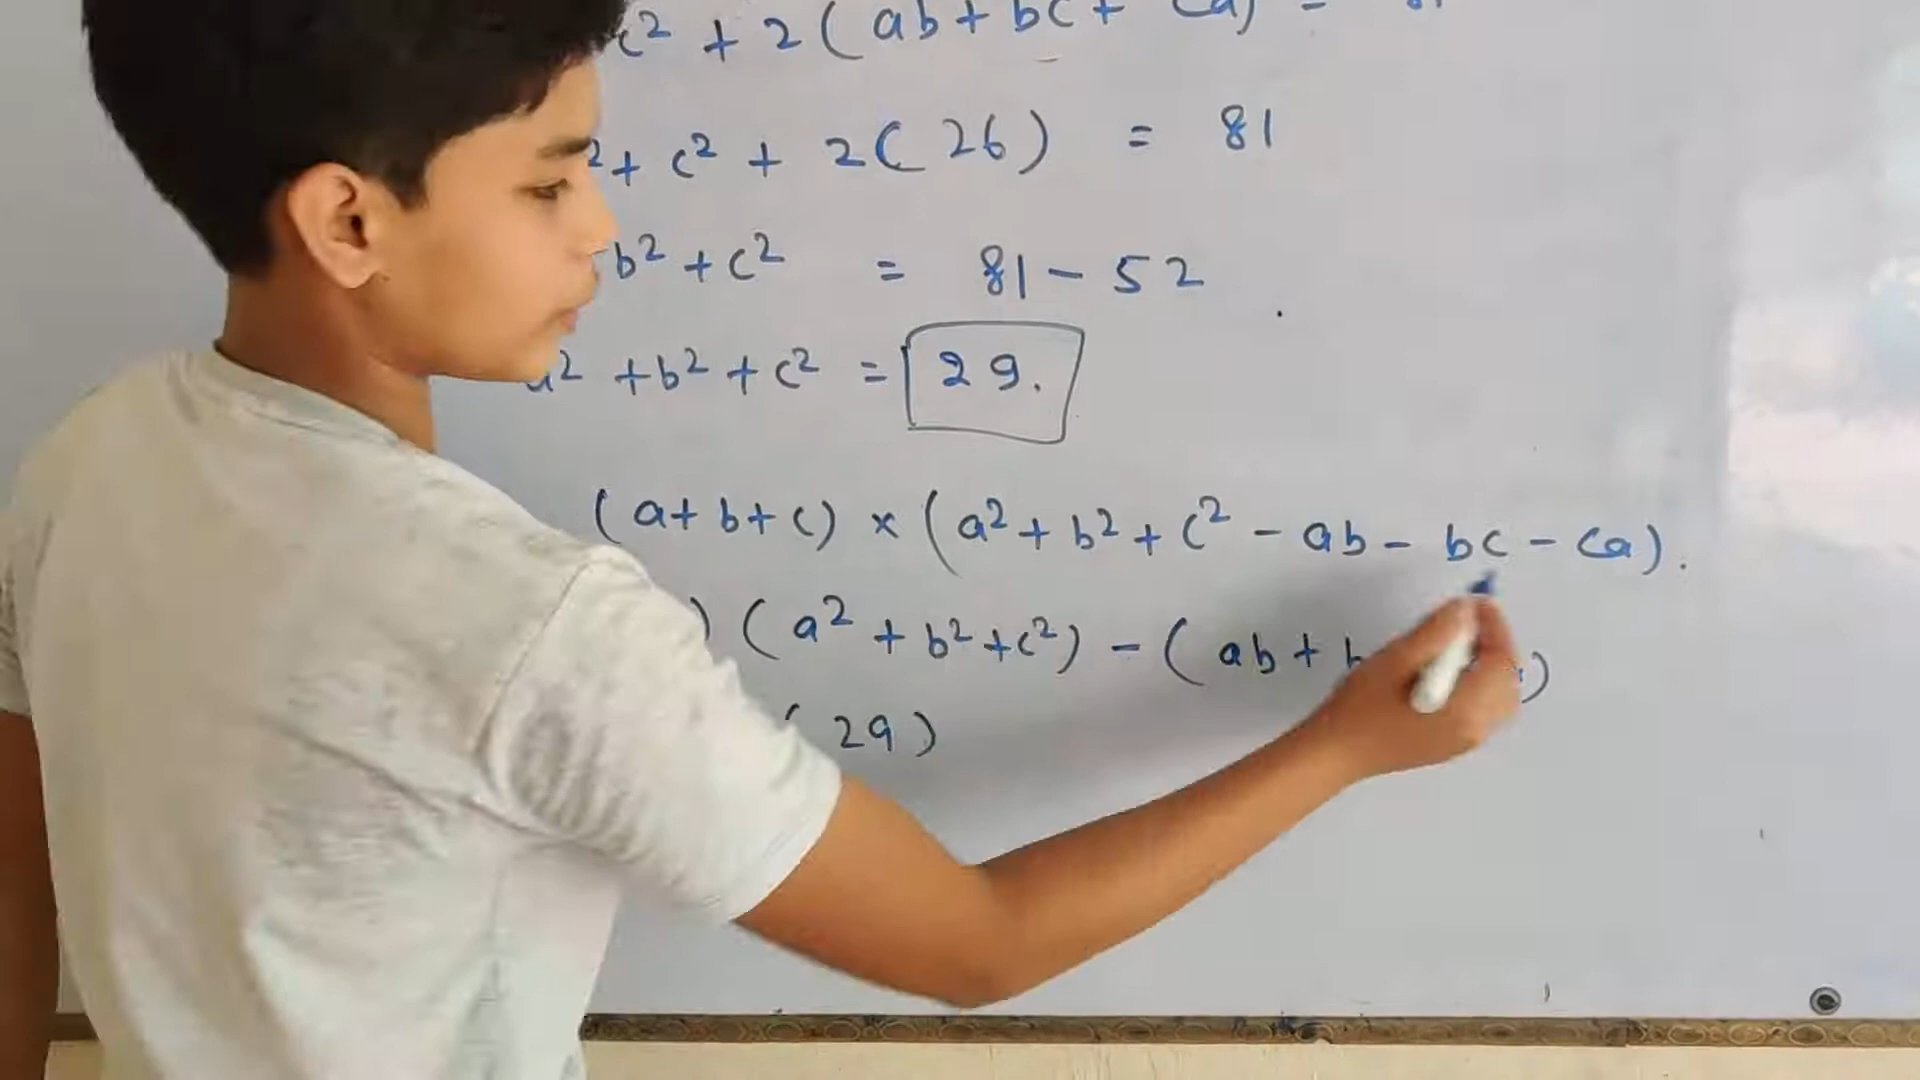 c² + 2 ( ab + bc + ca) =
² + c² + 2 ( 26 ) = 81
b² + c² = 81 - 52
a² + b² + c² = 29.
( a + b + c ) × ( a² + b² + c² - ab - bc - ca ) .
) ( a² + b² + c² ) - ( ab + b )
( 29 )